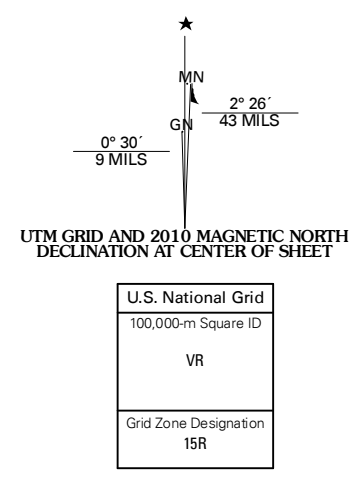 MN
2° 26´
43 MILS
GN
0° 30´
9 MILS
UTM GRID AND 2010 MAGNETIC NORTH
DECLINATION AT CENTER OF SHEET
U.S. National Grid
100,000-m Square ID
VR
Grid Zone Designation
15R